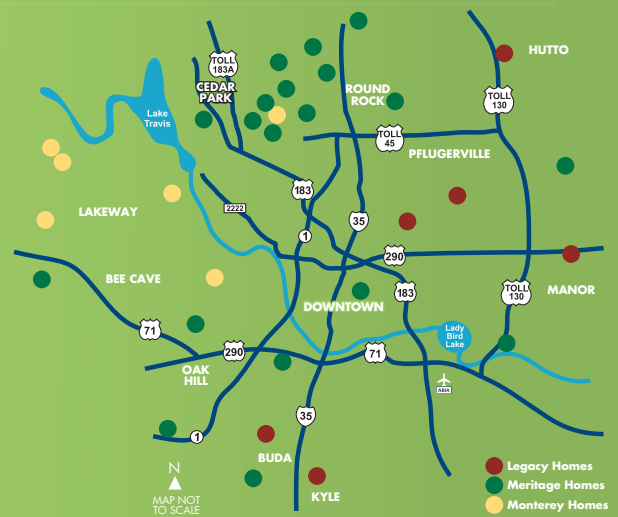 HUTTO
TOLL
183A
CEDAR
PARK
ROUND
ROCK
TOLL
130
Lake
Travis
TOLL
45
PFLUGERVILLE
183
LAKEWAY
2222
35
1
290
BEE CAVE
183
TOLL
130
MANOR
DOWNTOWN
71
290
71
Lady
Bird
Lake
OAK
HILL
ABIA
35
1
BUDA
KYLE
N
MAP NOT
TO SCALE
Legacy Homes
Meritage Homes
Monterey Homes